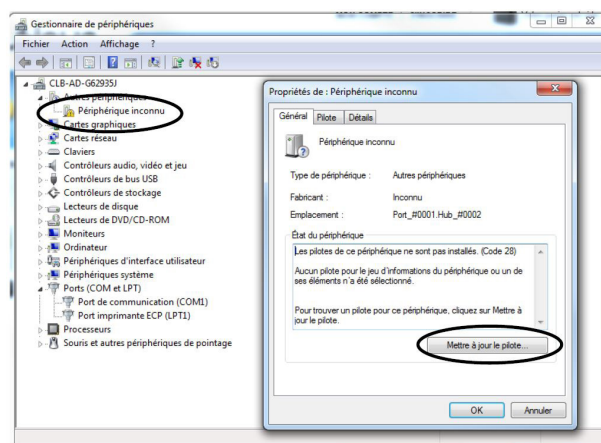 Gestionnaire de périphériques
Fichier Action Affichage ?
CLB-AD-G62935J
Autres périphériques
Périphérique inconnu
Cartes graphiques
Cartes réseau
Claviers
Contrôleurs audio, vidéo et jeu
Contrôleurs de bus USB
Contrôleurs de stockage
Lecteurs de disque
Lecteurs de DVD/CD-ROM
Moniteurs
Ordinateur
Périphériques d'interface utilisateur
Périphériques système
Ports (COM et LPT)
Port de communication (COM1)
Port imprimante ECP (LPT1)
Processeurs
Souris et autres périphériques de pointage
Propriétés de : Périphérique inconnu
Général Pilote Détails
Périphérique inconnu
Type de périphérique : Autres périphériques
Fabricant : Inconnu
Emplacement : Port_#0001.Hub_#0002
État du périphérique
Les pilotes de ce périphérique ne sont pas installés. (Code 28)
Aucun pilote pour le jeu d'informations du périphérique ou un de
ses éléments n'a été sélectionné.
Pour trouver un pilote pour ce périphérique, cliquez sur Mettre à
jour le pilote.
Mettre à jour le pilote...
OK Annuler